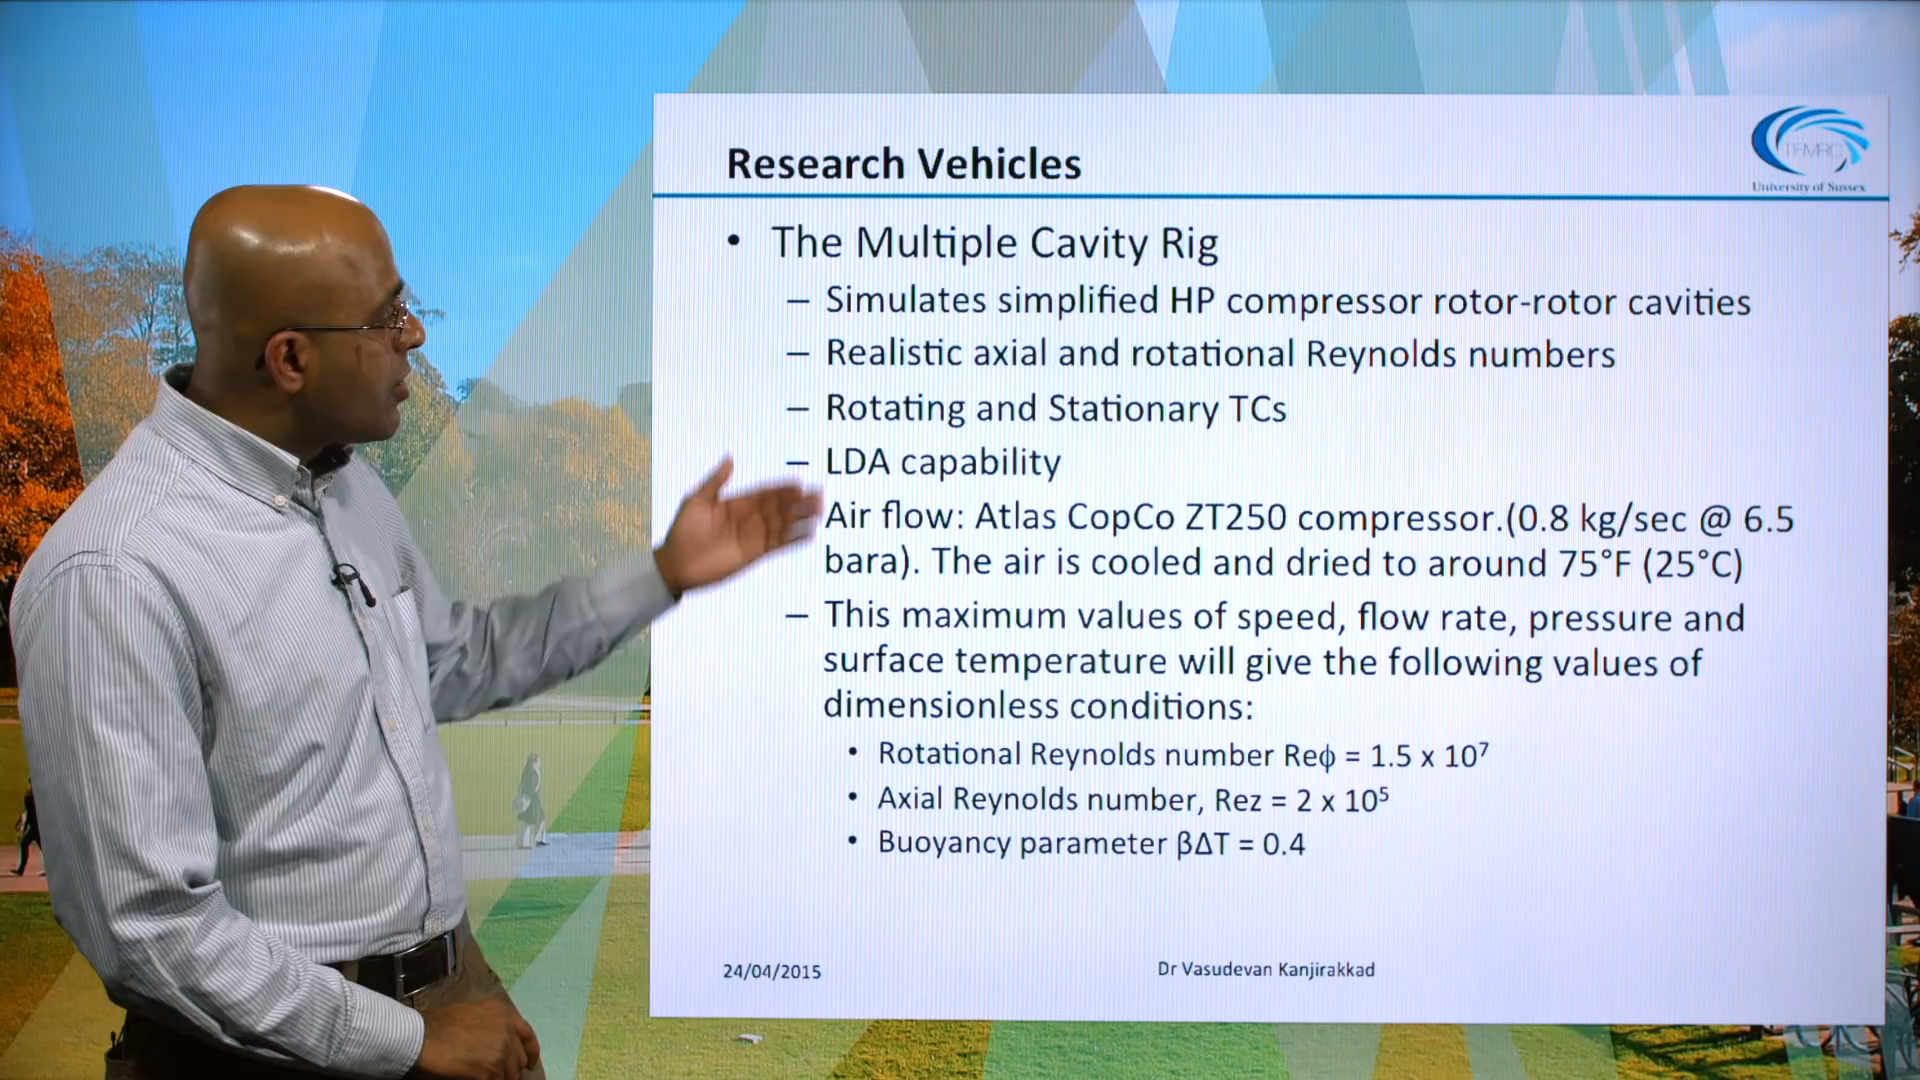 TFMRC
University of Sussex
Research Vehicles
• The Multiple Cavity Rig
– Simulates simplified HP compressor rotor-rotor cavities
– Realistic axial and rotational Reynolds numbers
– Rotating and Stationary TCs
– LDA capability
Air flow: Atlas CopCo ZT250 compressor.(0.8 kg/sec @ 6.5
bara). The air is cooled and dried to around 75°F (25°C)
– This maximum values of speed, flow rate, pressure and
surface temperature will give the following values of
dimensionless conditions:
• Rotational Reynolds number Reϕ = 1.5 x 10⁷
• Axial Reynolds number, Rez = 2 x 10⁵
• Buoyancy parameter βΔT = 0.4
24/04/2015
Dr Vasudevan Kanjirakkad